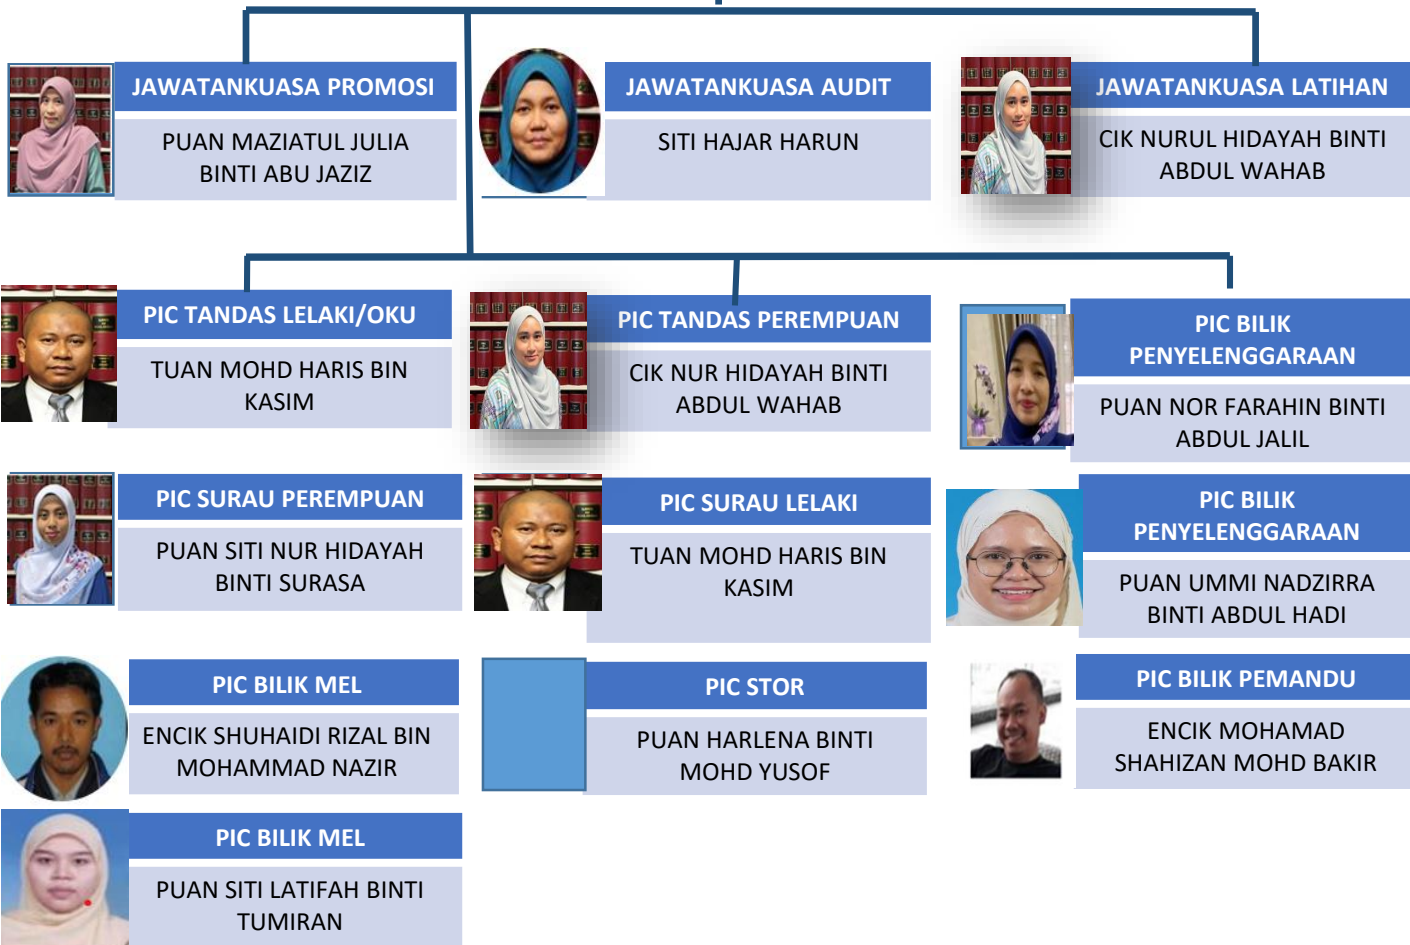 JAWATANKUASA PROMOSI
PUAN MAZIATUL JULIA
BINTI ABU JAZIZ
JAWATANKUASA AUDIT
SITI HAJAR HARUN
JAWATANKUASA LATIHAN
CIK NURUL HIDAYAH BINTI
ABDUL WAHAB
PIC TANDAS LELAKI/OKU
TUAN MOHD HARIS BIN
KASIM
PIC TANDAS PEREMPUAN
CIK NUR HIDAYAH BINTI
ABDUL WAHAB
PIC BILIK
PENYELENGGARAAN
PUAN NOR FARAHIN BINTI
ABDUL JALIL
PIC SURAU PEREMPUAN
PUAN SITI NUR HIDAYAH
BINTI SURASA
PIC SURAU LELAKI
TUAN MOHD HARIS BIN
KASIM
PIC BILIK
PENYELENGGARAAN
PUAN UMMI NADZIRRA
BINTI ABDUL HADI
PIC BILIK MEL
ENCIK SHUHAIDI RIZAL BIN
MOHAMMAD NAZIR
PIC STOR
PUAN HARLENA BINTI
MOHD YUSOF
PIC BILIK PEMANDU
ENCIK MOHAMAD
SHAHIZAN MOHD BAKIR
PIC BILIK MEL
PUAN SITI LATIFAH BINTI
TUMIRAN